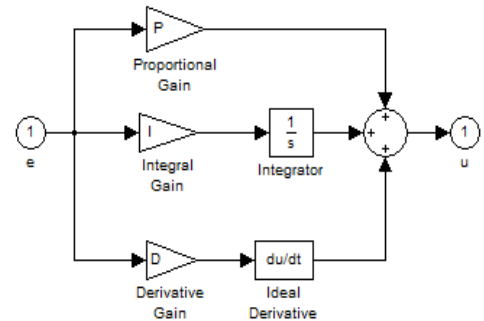 P
Proportional
Gain
1
e
I
Integral
Gain
1
s
Integrator
+
+
+
1
u
D
Derivative
Gain
du/dt
Ideal
Derivative